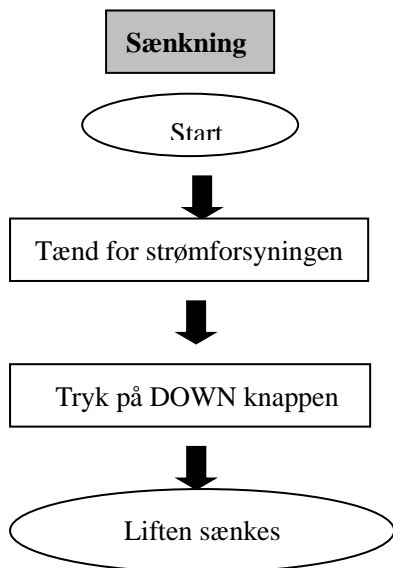 Sænkning
Start
Tænd for strømforsyningen
Tryk på DOWN knappen
Liften sænkes